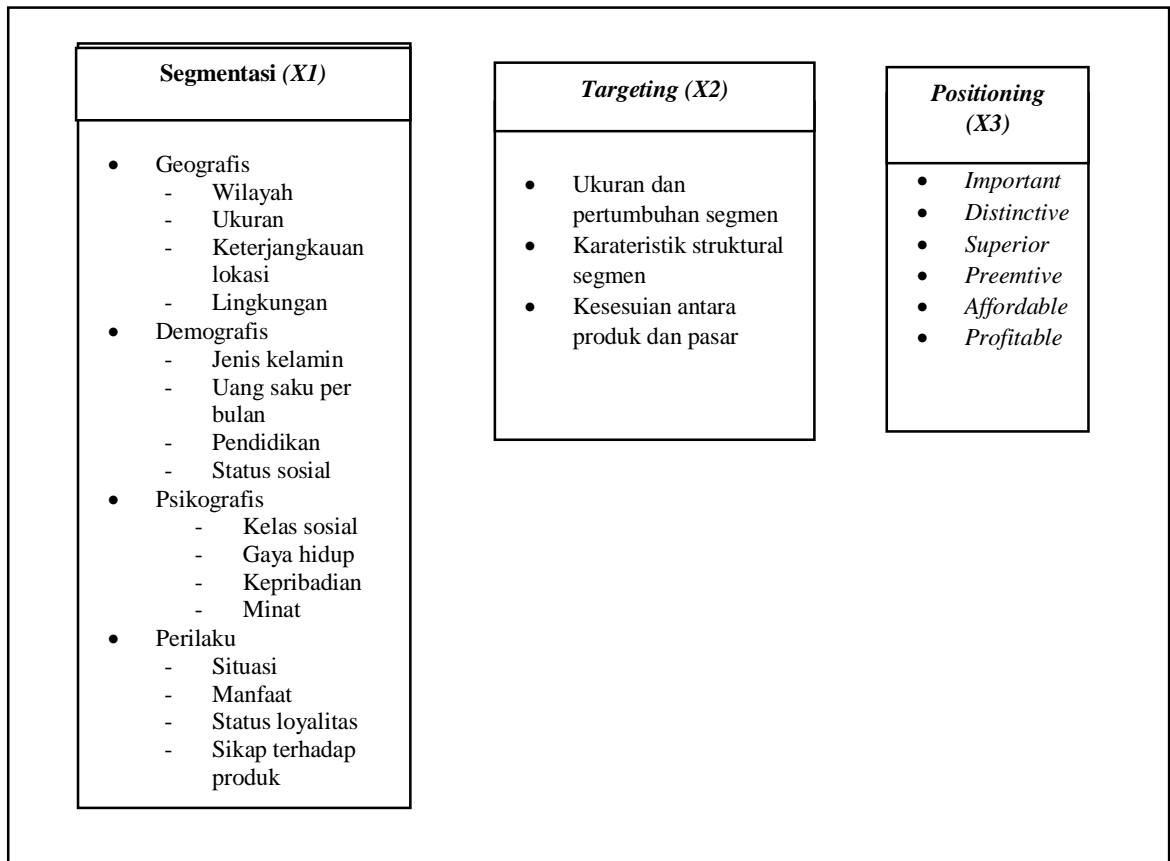 Segmentasi (X1)
• Geografis
- Wilayah
- Ukuran
- Keterjangkauan
lokasi
- Lingkungan
• Demografis
- Jenis kelamin
- Uang saku per
bulan
- Pendidikan
- Status sosial
• Psikografis
- Kelas sosial
- Gaya hidup
- Kepribadian
- Minat
• Perilaku
- Situasi
- Manfaat
- Status loyalitas
- Sikap terhadap
produk
Targeting (X2)
• Ukuran dan
pertumbuhan segmen
• Karateristik struktural
segmen
• Kesesuian antara
produk dan pasar
Positioning
(X3)
• Important
• Distinctive
• Superior
• Preemtive
• Affordable
• Profitable